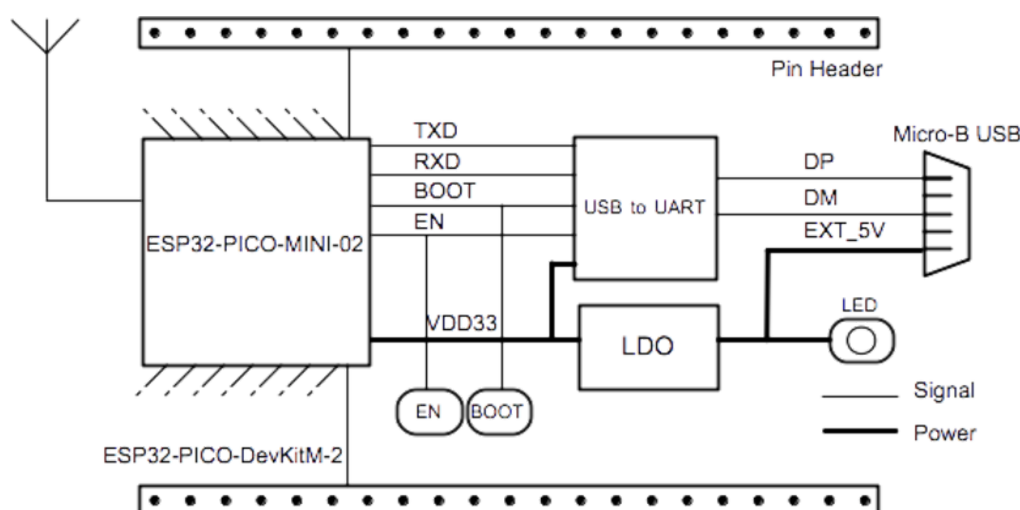 Pin Header
Micro-B USB
TXD
RXD
BOOT
EN
DP
DM
EXT_5V
USB to UART
ESP32-PICO-MINI-02
VDD33
LDO
LED
EN
BOOT
Signal
Power
ESP32-PICO-DevKitM-2